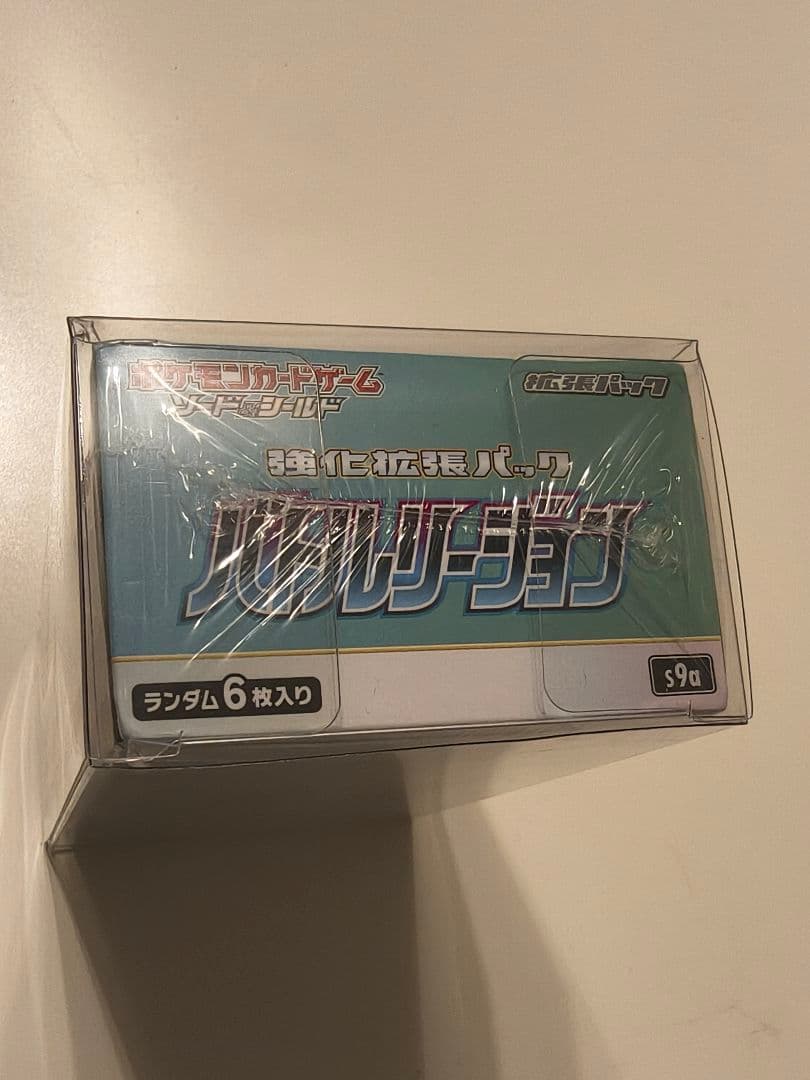 ポケモンカードゲーム
ソード&シールド
拡張パック
強化拡張パック
バトルリージョン
ランダム6枚入り
s9a